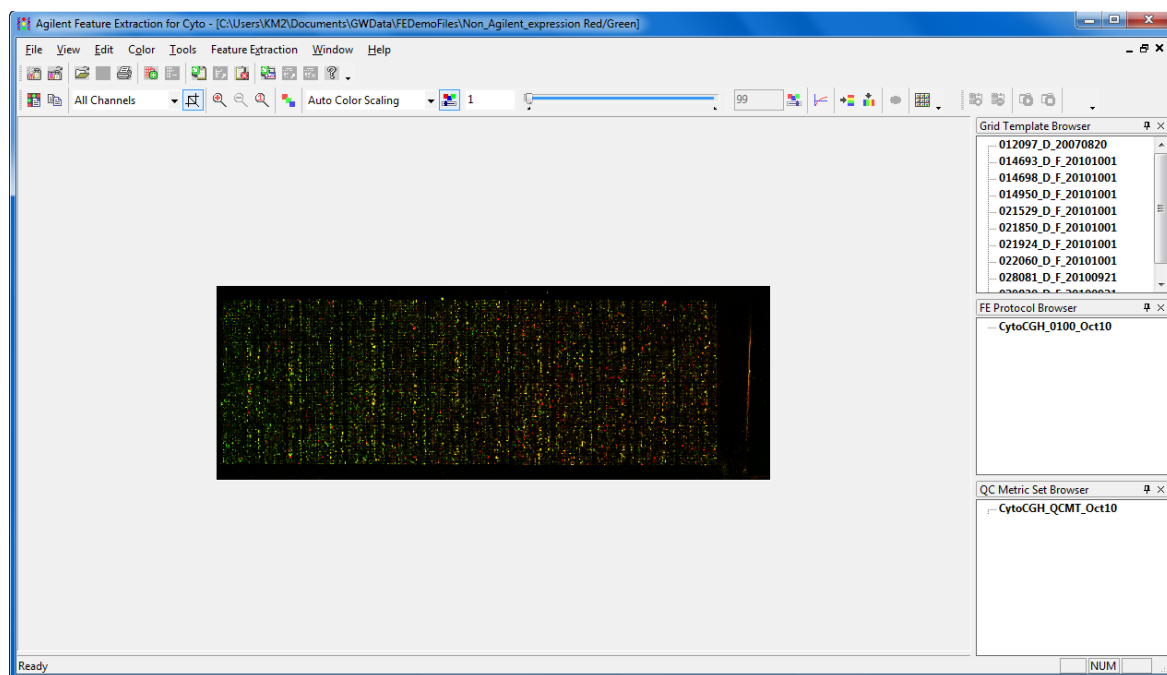 Agilent Feature Extraction for Cyto - [C:\Users\KM2\Documents\GWData\FEDemoFiles\Non_Agilent_expression Red/Green]
File View Edit Color Tools Feature Extraction Window Help
All Channels Auto Color Scaling 1 99
Grid Template Browser
012097_D_20070820
014693_D_F_20101001
014698_D_F_20101001
014950_D_F_20101001
021529_D_F_20101001
021850_D_F_20101001
021924_D_F_20101001
022060_D_F_20101001
028081_D_F_20100921
FE Protocol Browser
CytoCGH_0100_Oct10
QC Metric Set Browser
CytoCGH_QCMT_Oct10
Ready NUM